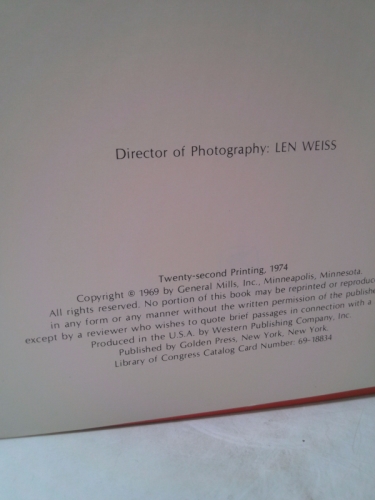 Director of Photography: LEN WEISS
Twenty-second Printing, 1974
Copyright © 1969 by General Mills, Inc., Minneapolis, Minnesota.
All rights reserved. No portion of this book may be reprinted or reproduce
in any form or any manner without the written permission of the publishe
except by a reviewer who wishes to quote brief passages in connection with a
Produced in the U.S.A. by Western Publishing Company, Inc.
Published by Golden Press, New York, New York.
Library of Congress Catalog Card Number: 69-18834